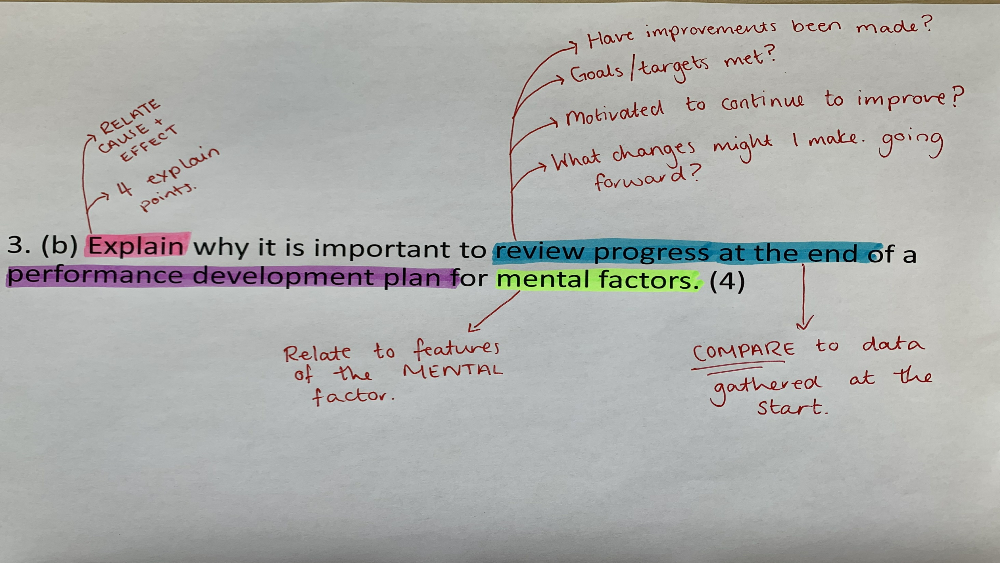 Have improvements been made?
Goals/targets met?
Motivated to continue to improve?
What changes might I make. going
forward?
RELATE
CAUSE +
EFFECT
4 explain
points.
3. (b) Explain why it is important to review progress at the end of a
performance development plan for mental factors. (4)
Relate to features
of the MENTAL
factor.
COMPARE to data
gathered at the
start.